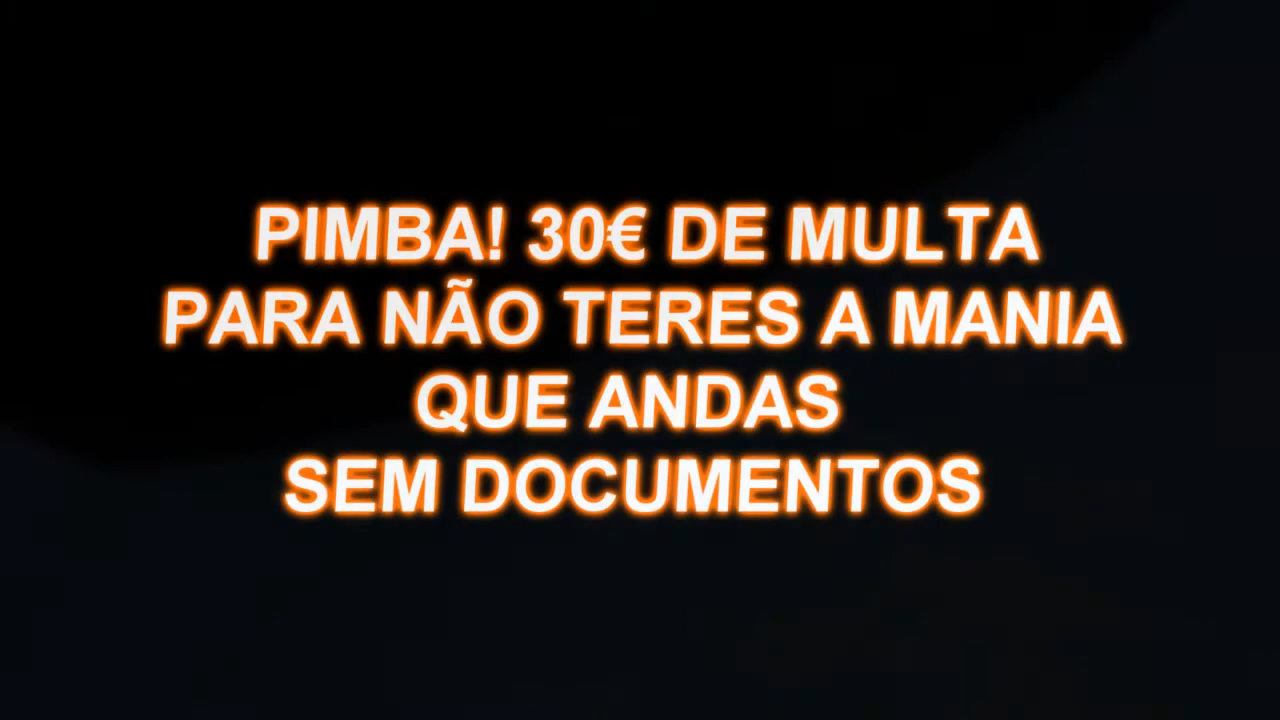 PIMBA! 30€ DE MULTA
PARA NÃO TERES A MANIA
QUE ANDAS
SEM DOCUMENTOS